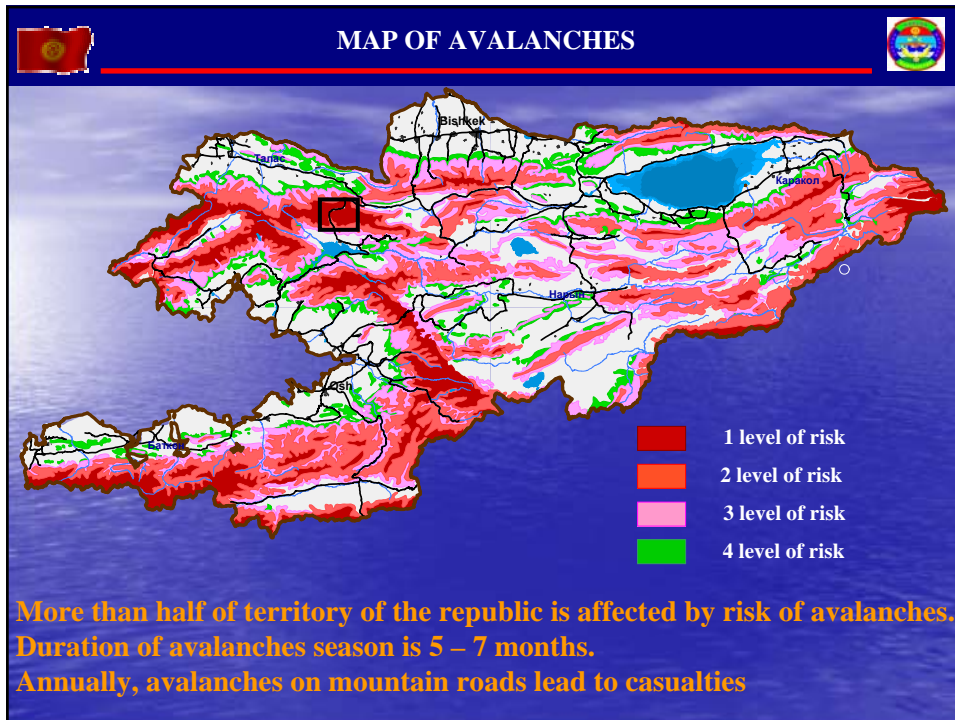 MAP OF AVALANCHES
Bishkek
Талас
Каракол
Нарын
Osh
Баткен
1 level of risk
2 level of risk
3 level of risk
4 level of risk
More than half of territory of the republic is affected by risk of avalanches.
Duration of avalanches season is 5 – 7 months.
Annually, avalanches on mountain roads lead to casualties